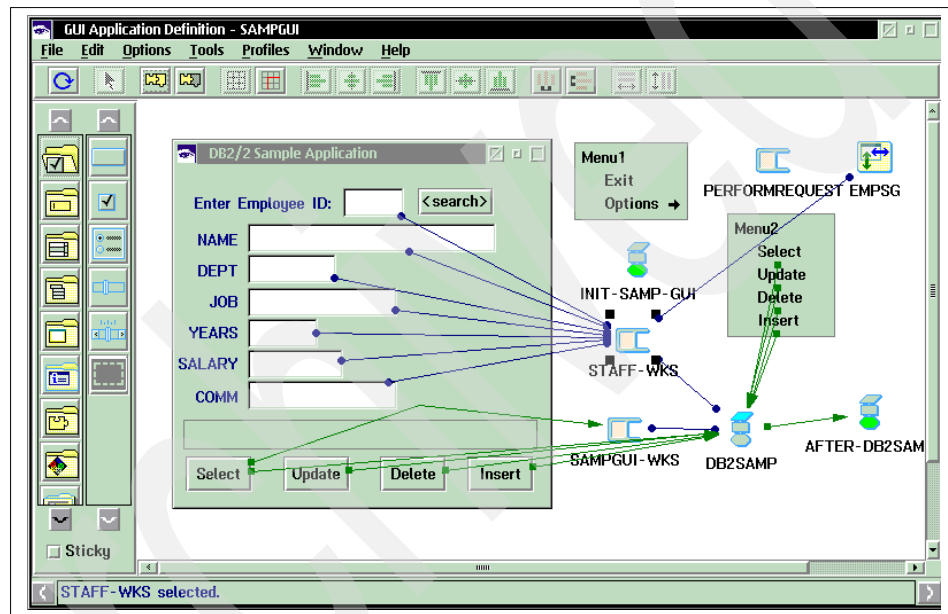 GUI Application Definition - SAMPGUI
File Edit Options Tools Profiles Window Help
DB2/2 Sample Application
Enter Employee ID: <search>
NAME
DEPT
JOB
YEARS
SALARY
COMM
Select Update Delete Insert
Menu1
Exit
Options
PERFORMREQUEST EMPSG
Menu2
Select
Update
Delete
Insert
INIT-SAMP-GUI
STAFF-WKS
SAMPGUI-WKS
DB2SAMP
AFTER-DB2SAM
Sticky
STAFF-WKS selected.